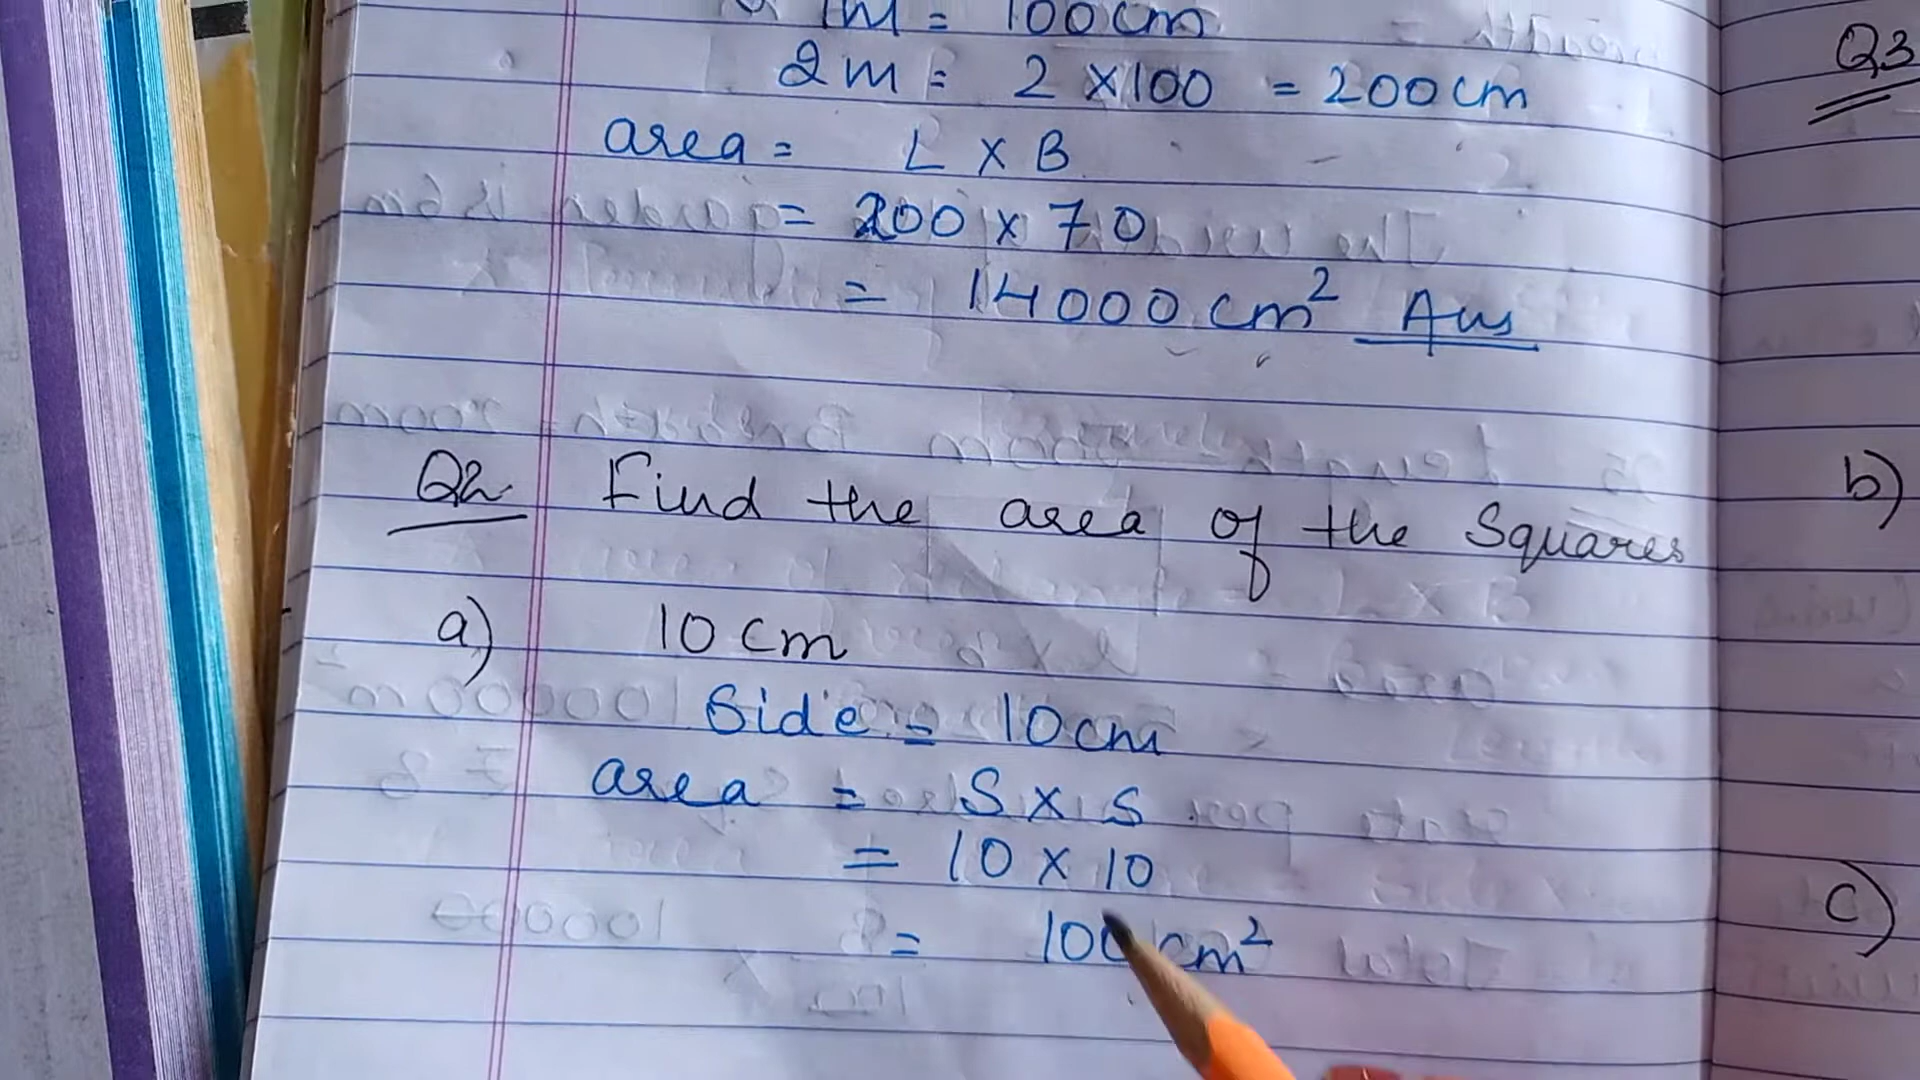 1M = 100cm
2m = 2 × 100 = 200cm
area = L × B
= 200 × 70
= 14000 cm² Ans
Q2 Find the area of the Squares
a) 10 cm
Side = 10cm
area = S × S
= 10 × 10
= 100 cm²
Q3
b)
c)